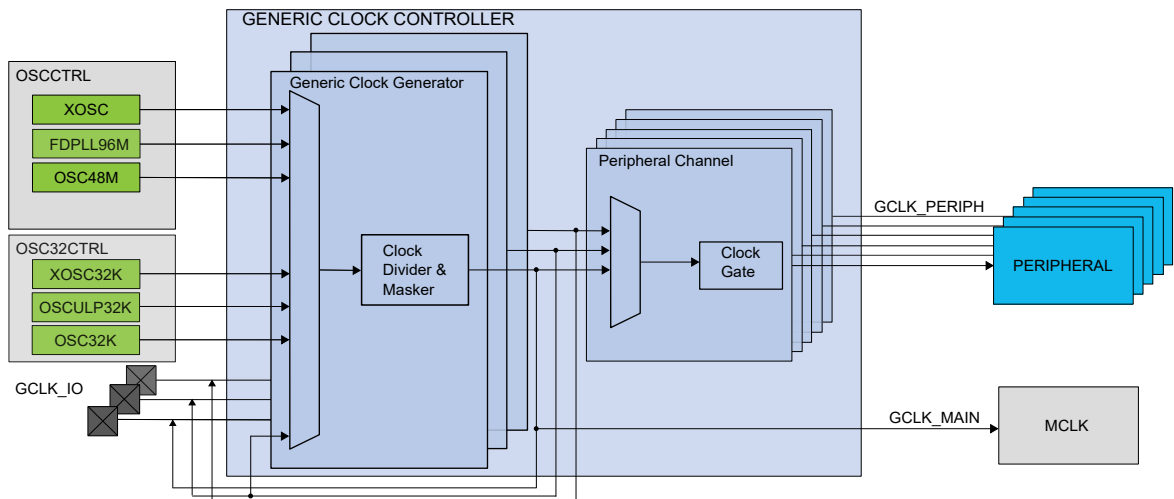 GENERIC CLOCK CONTROLLER
OSCCTRL
XOSC
FDPLL96M
OSC48M
OSC32CTRL
XOSC32K
OSCULP32K
OSC32K
GCLK_IO
Generic Clock Generator
Clock
Divider &
Masker
Peripheral Channel
Clock
Gate
GCLK_PERIPH
PERIPHERAL
GCLK_MAIN
MCLK